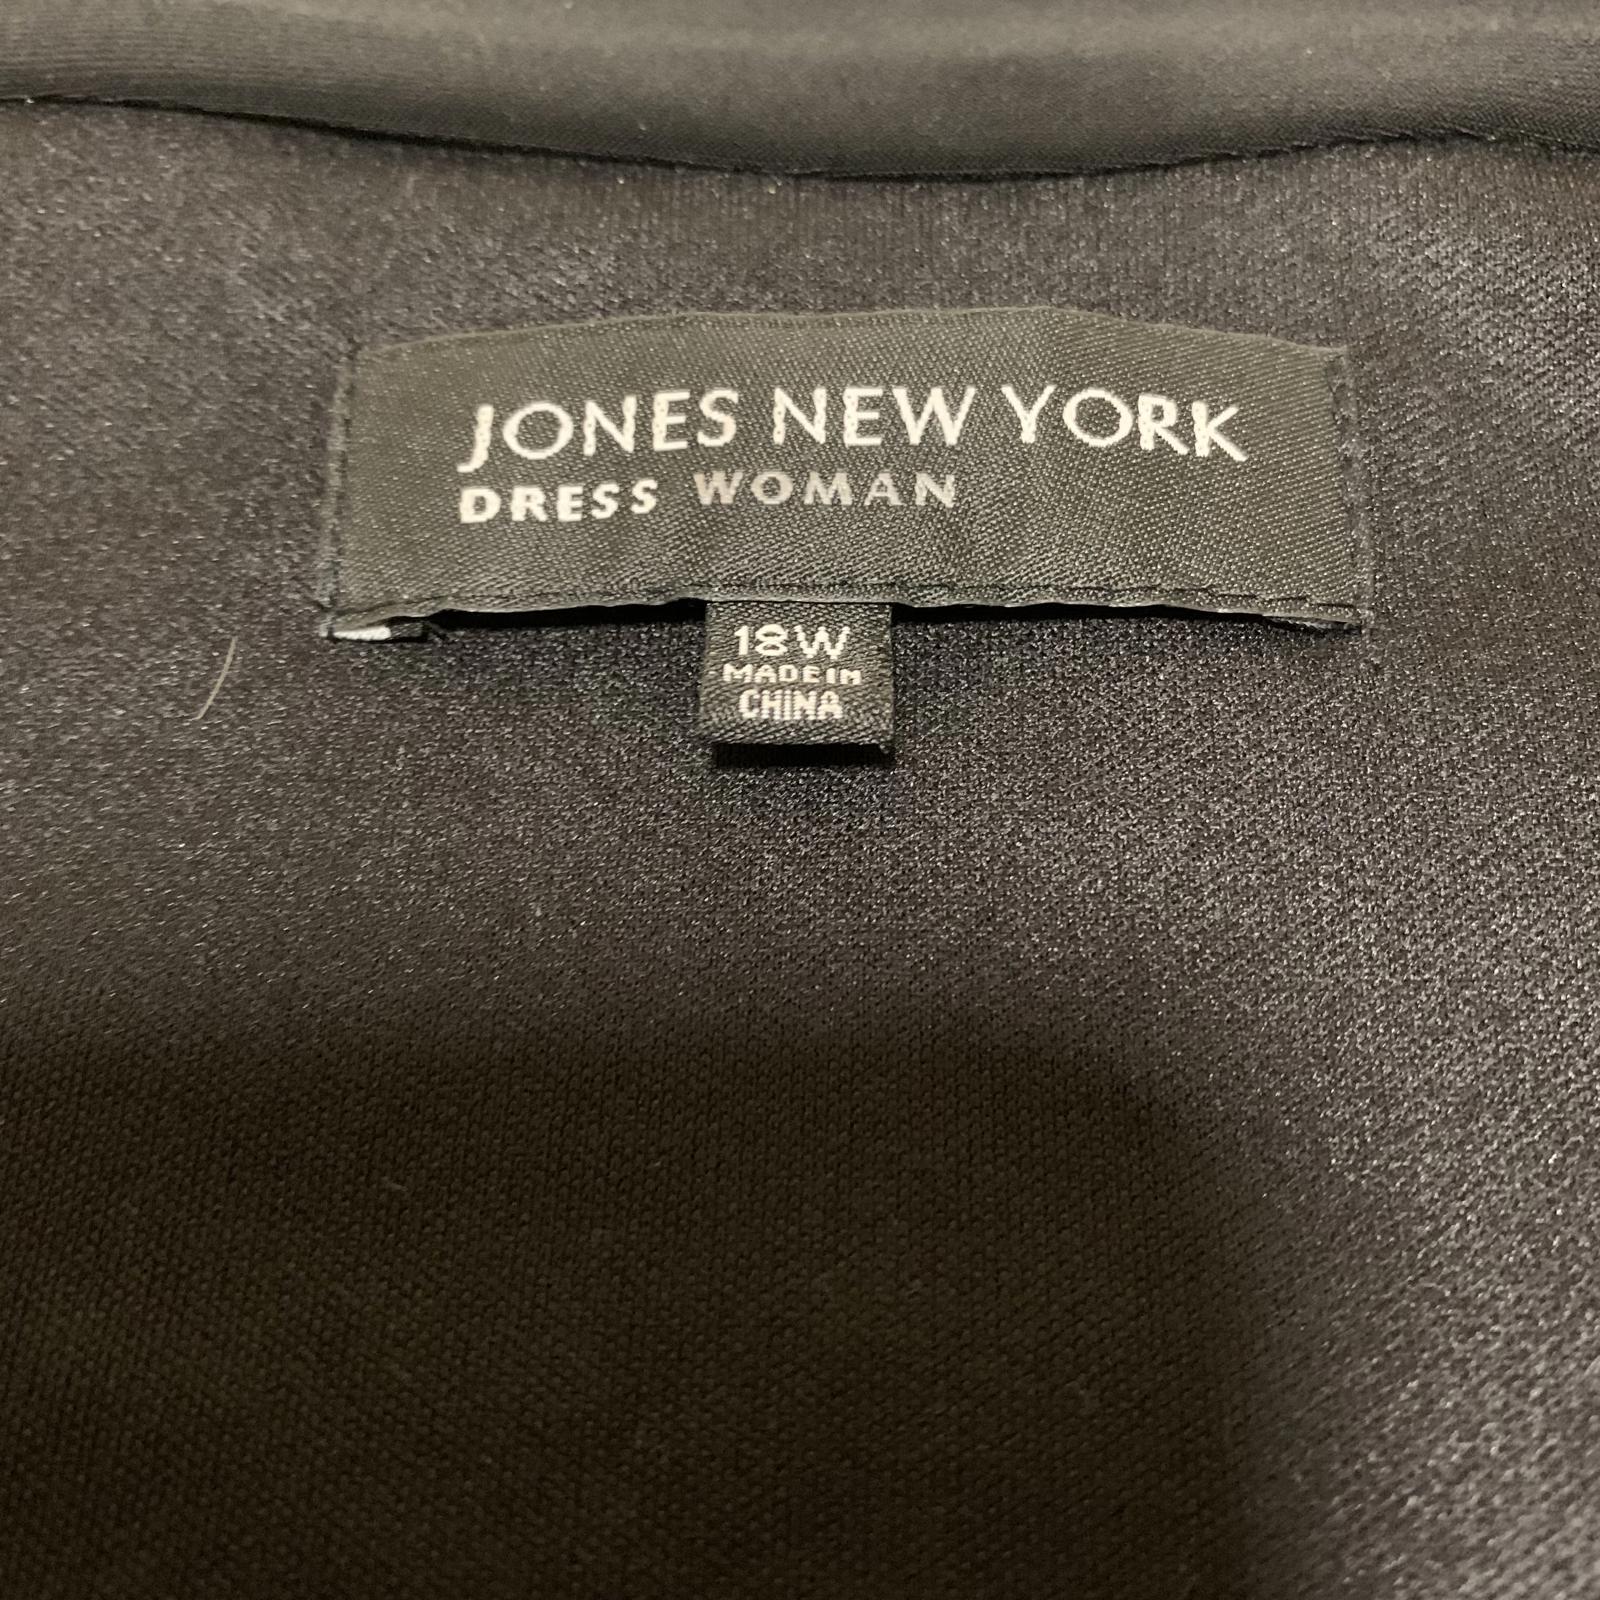 JONES NEW YORK
DRESS WOMAN
18W
MADE IN
CHINA